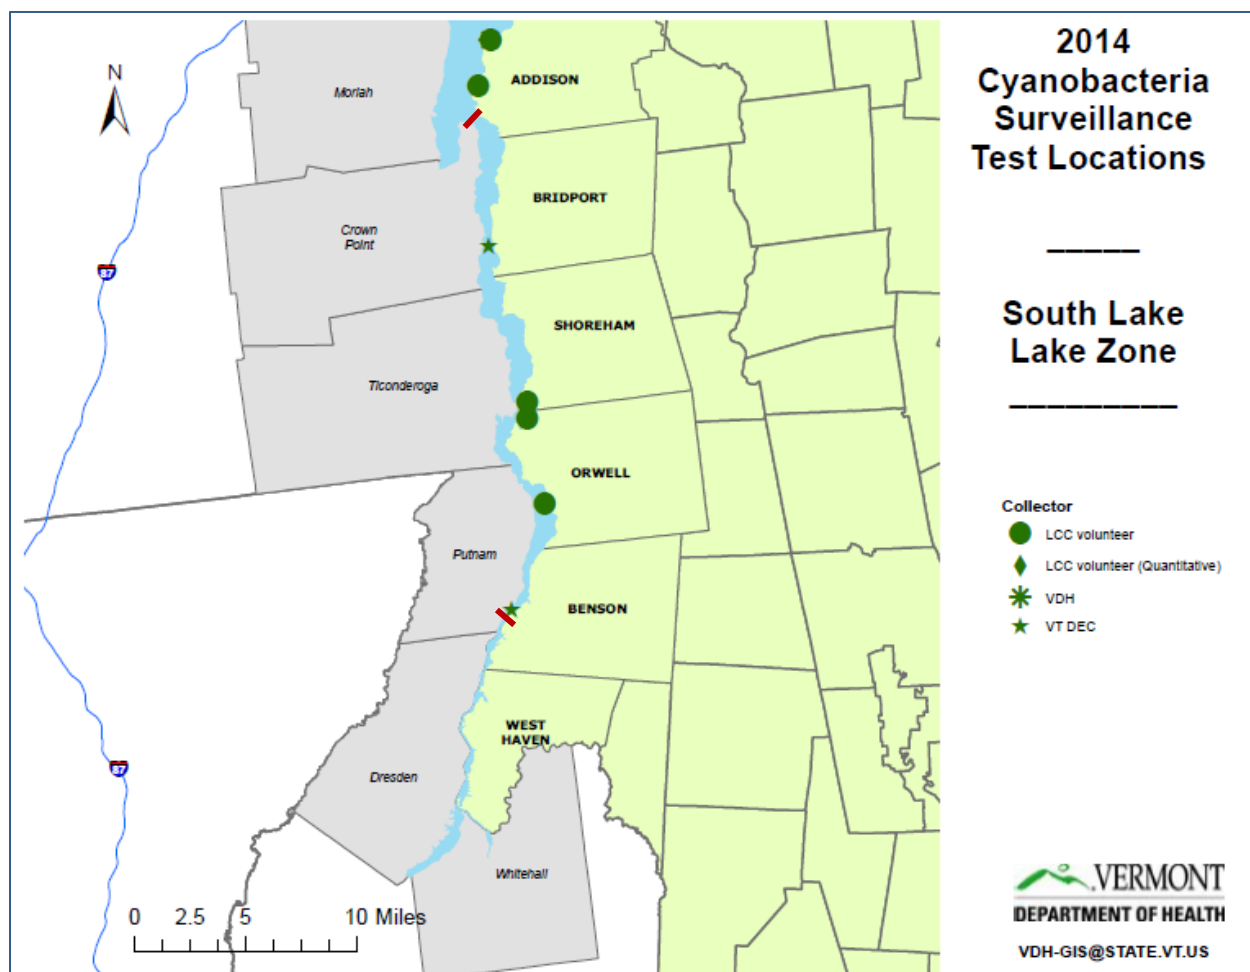 2014
Cyanobacteria
Surveillance
Test Locations
_____
South Lake
Lake Zone
_________
N
Moriah
ADDISON
BRIDPORT
Crown
Point
87
SHOREHAM
Ticonderoga
ORWELL
Putnam
BENSON
WEST
HAVEN
87
Dresden
Whitehall
0 2.5 5 10 Miles
Collector
LCC volunteer
LCC volunteer (Quantitative)
VDH
VT DEC
VERMONT
DEPARTMENT OF HEALTH
VDH-GIS@STATE.VT.US